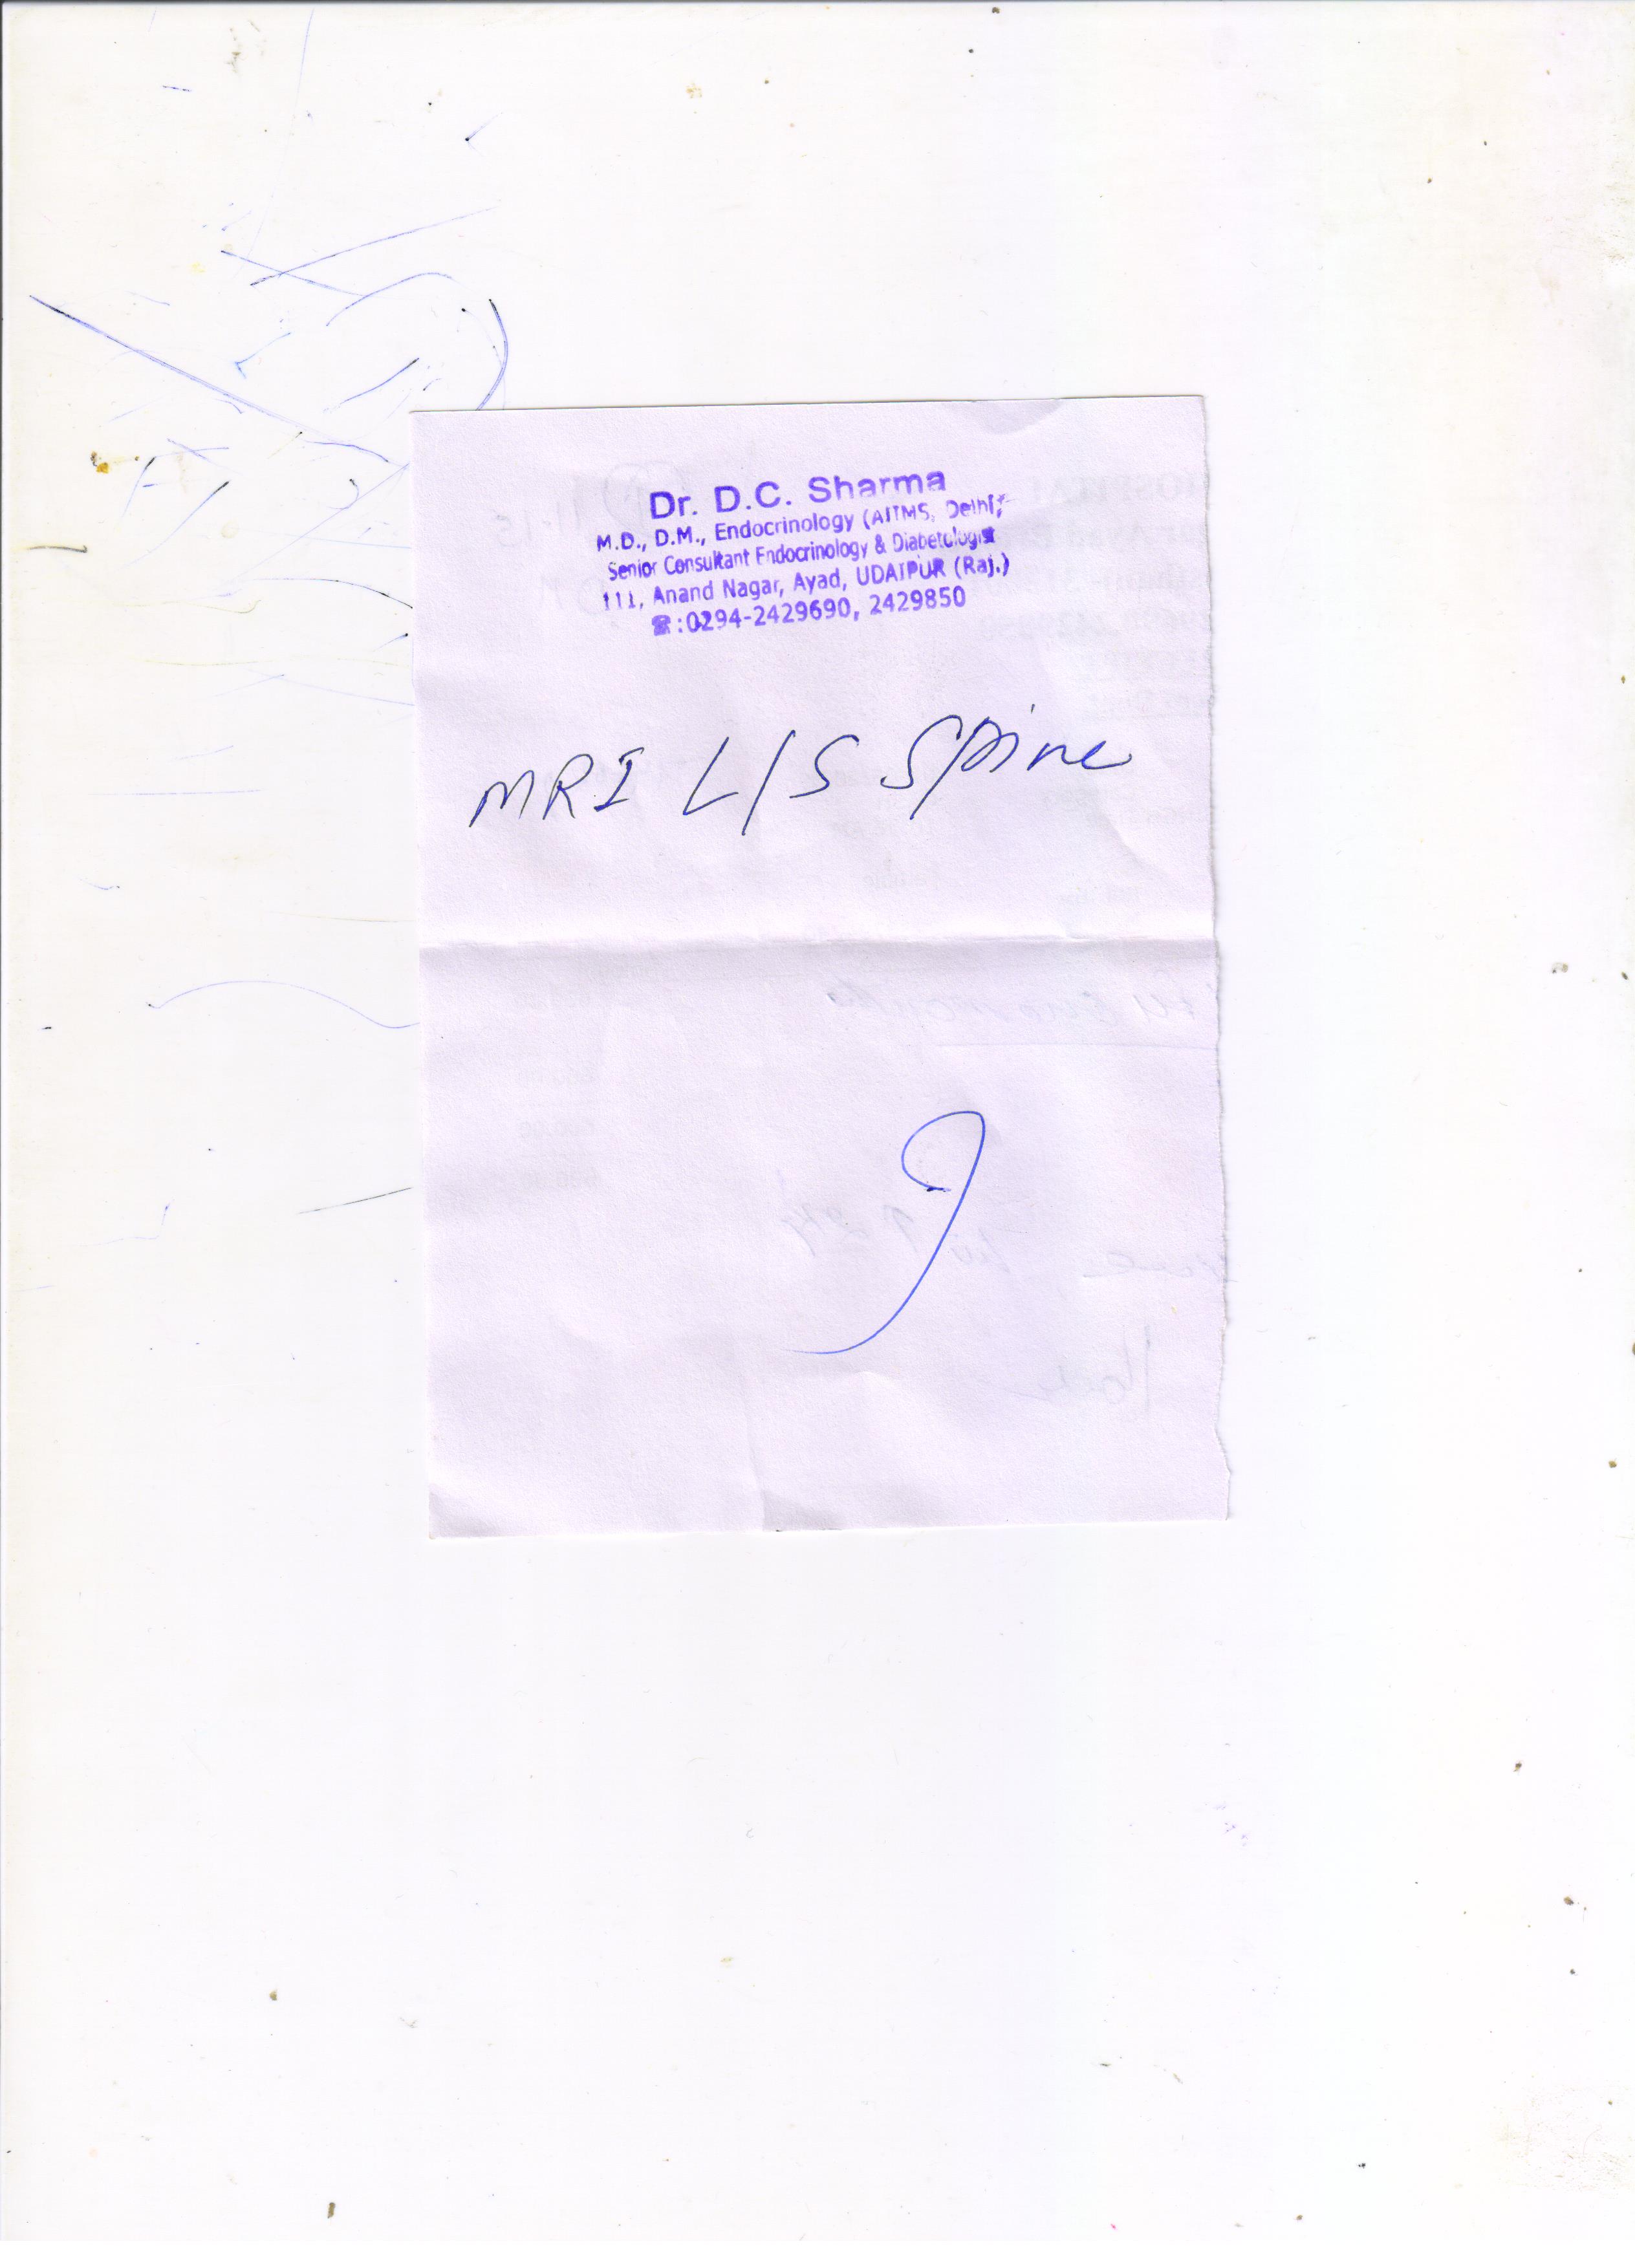 Dr. D.C. Sharma
M.D., D.M., Endocrinology (AIIMS, Delhi)
Senior Consultant Endocrinology & Diabetologist
111, Anand Nagar, Ayad, UDAIPUR (Raj.)
☎:0294-2429690, 2429850
MRI L/S Spine